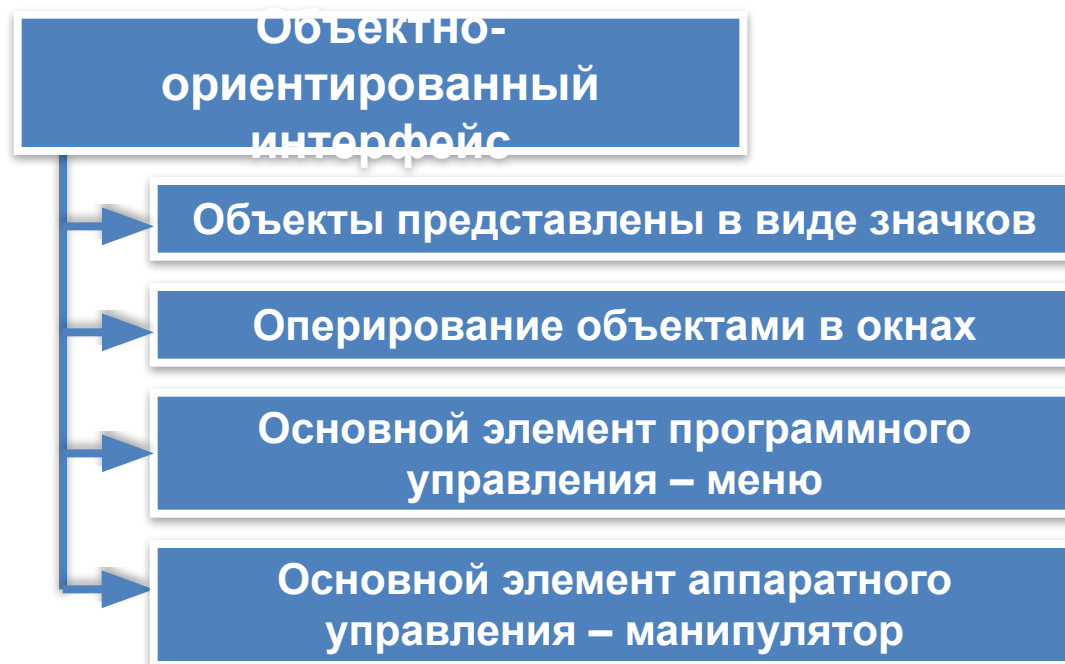 Объектно-
ориентированный
интерфейс
Объекты представлены в виде значков
Оперирование объектами в окнах
Основной элемент программного
управления – меню
Основной элемент аппаратного
управления – манипулятор